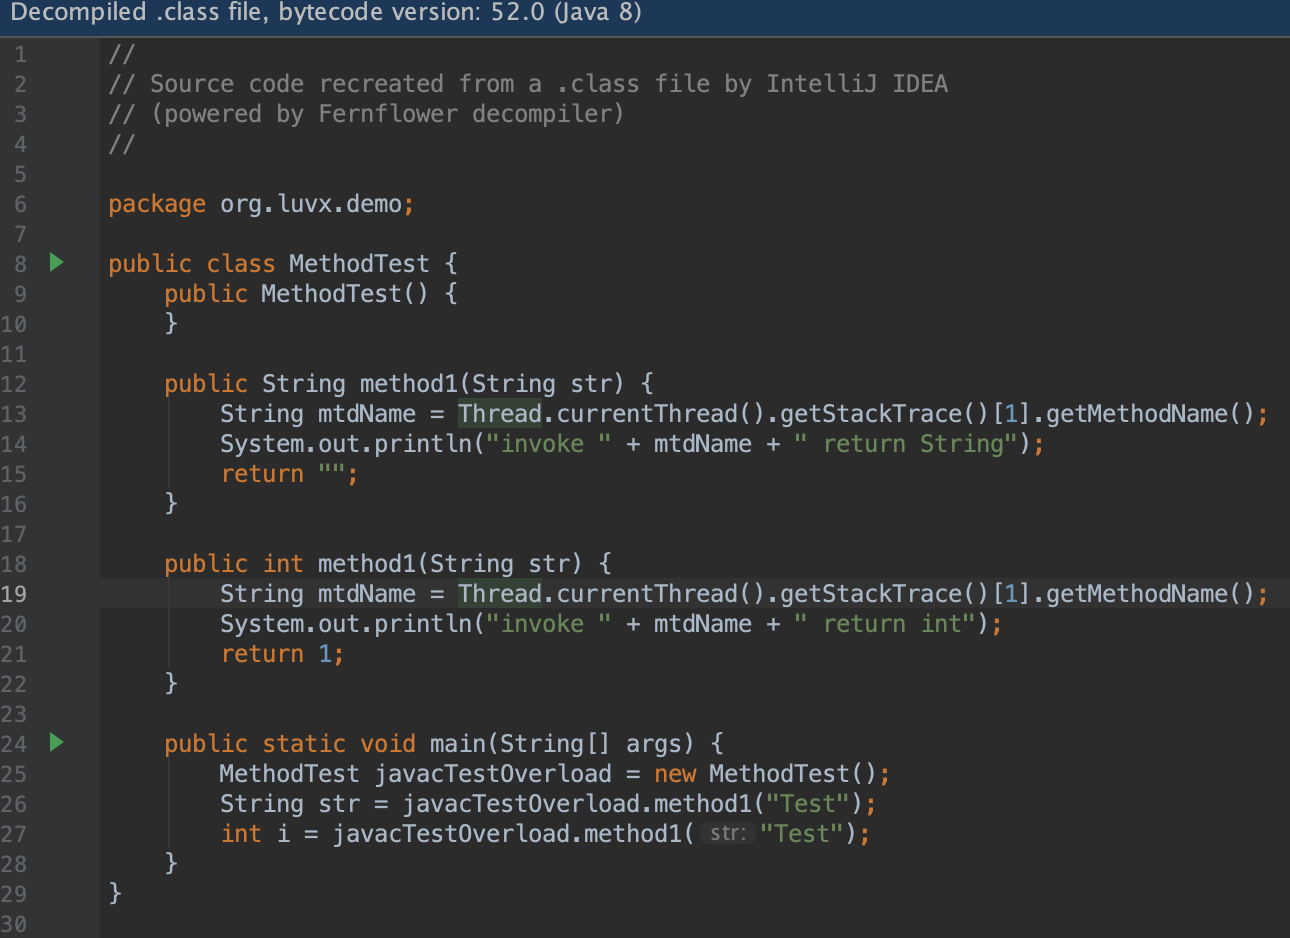 Decompiled .class file, bytecode version: 52.0 (Java 8)
1 //
2 // Source code recreated from a .class file by IntelliJ IDEA
3 // (powered by Fernflower decompiler)
4 //
5
6 package org.luvx.demo;
7
8 public class MethodTest {
9     public MethodTest() {
10     }
11
12     public String method1(String str) {
13         String mtdName = Thread.currentThread().getStackTrace()[1].getMethodName();
14         System.out.println("invoke " + mtdName + " return String");
15         return "";
16     }
17
18     public int method1(String str) {
19         String mtdName = Thread.currentThread().getStackTrace()[1].getMethodName();
20         System.out.println("invoke " + mtdName + " return int");
21         return 1;
22     }
23
24     public static void main(String[] args) {
25         MethodTest javacTestOverload = new MethodTest();
26         String str = javacTestOverload.method1("Test");
27         int i = javacTestOverload.method1( str: "Test");
28     }
29 }
30